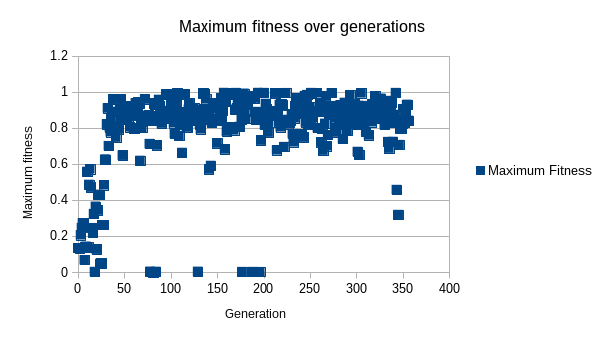 Maximum fitness over generations
1.2
1
0.8
0.6
0.4
0.2
0
Maximum fitness
0 50 100 150 200 250 300 350 400
Generation
Maximum Fitness